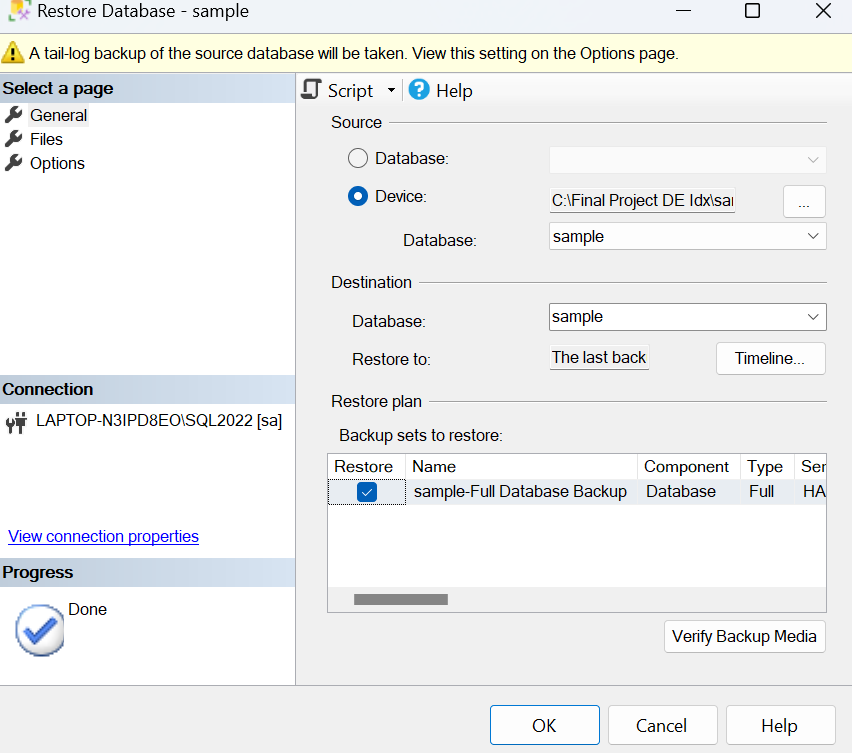 Restore Database - sample
A tail-log backup of the source database will be taken. View this setting on the Options page.
Select a page
General
Files
Options
Script
Help
Source
Database:
Device:
C:\Final Project DE Idx\sar
...
Database:
sample
Destination
Database:
sample
Restore to:
The last back
Timeline...
Restore plan
Backup sets to restore:
Restore Name Component Type Ser
sample-Full Database Backup Database Full HA
Verify Backup Media
Connection
LAPTOP-N3IPD8EO\SQL2022 [sa]
View connection properties
Progress
Done
OK
Cancel
Help